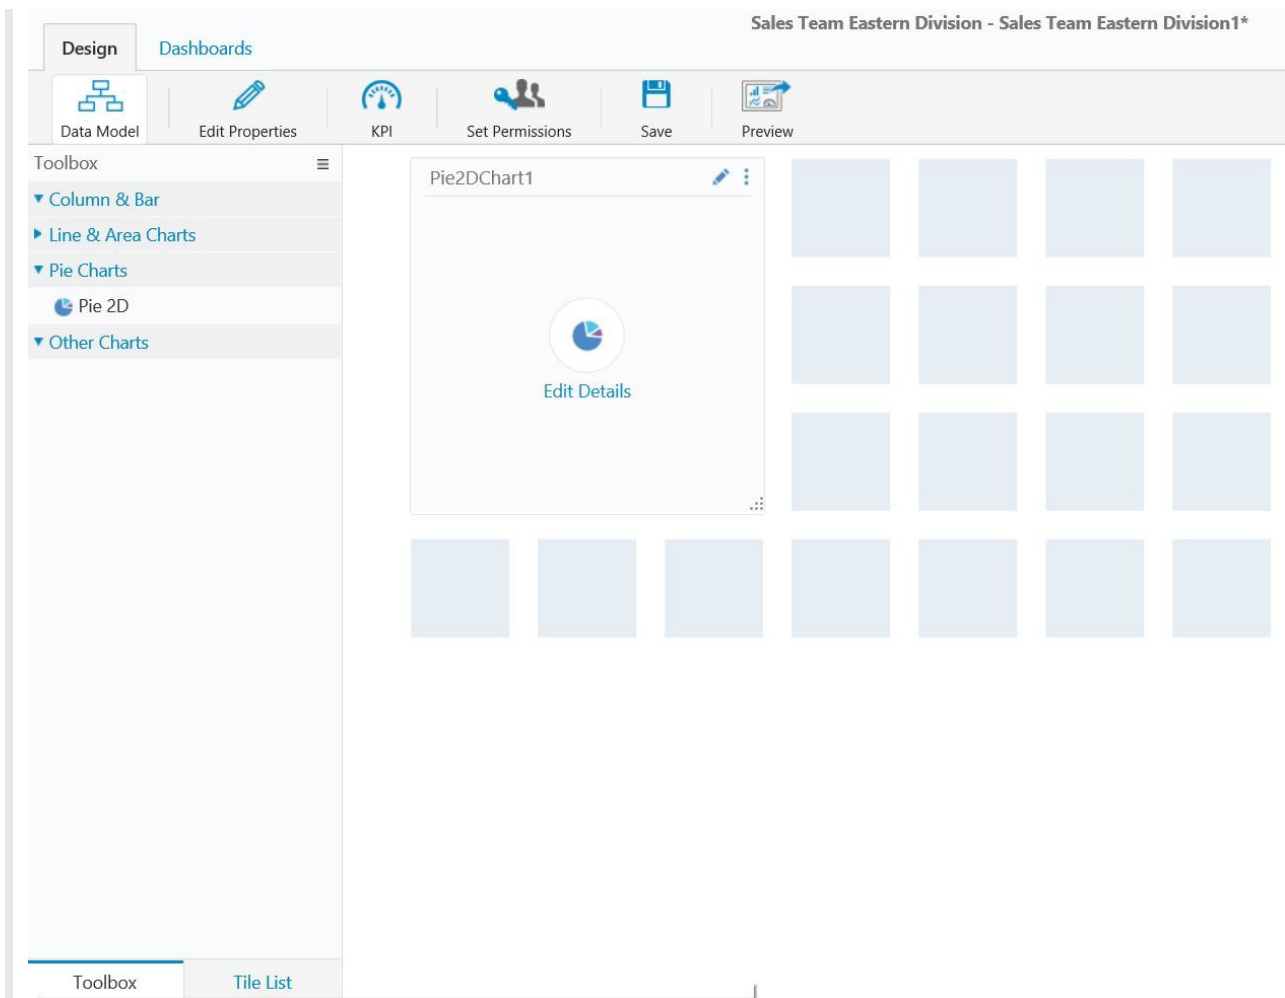 Sales Team Eastern Division - Sales Team Eastern Division1*
Design Dashboards
Data Model Edit Properties KPI Set Permissions Save Preview
Toolbox
Column & Bar
Line & Area Charts
Pie Charts
Pie 2D
Other Charts
Pie2DChart1
Edit Details
Toolbox Tile List